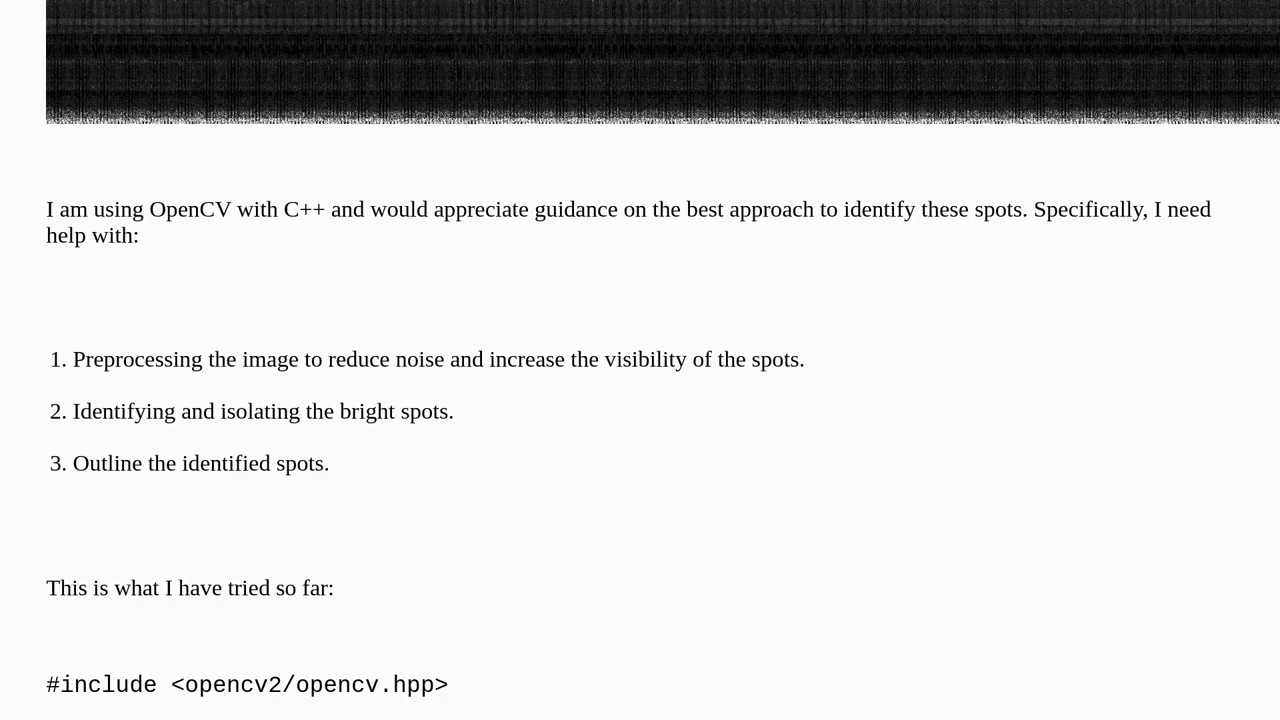 I am using OpenCV with C++ and would appreciate guidance on the best approach to identify these spots. Specifically, I need
help with:
1. Preprocessing the image to reduce noise and increase the visibility of the spots.
2. Identifying and isolating the bright spots.
3. Outline the identified spots.
This is what I have tried so far:
#include <opencv2/opencv.hpp>